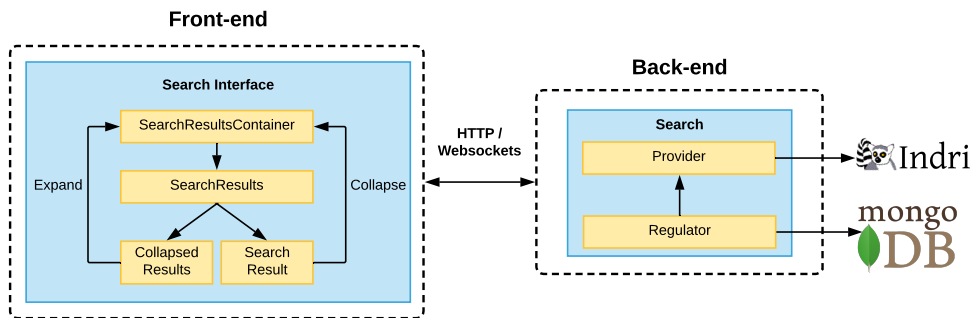 Front-end
Search Interface
SearchResultsContainer
Expand
SearchResults
Collapse
Collapsed
Results
Search
Result
HTTP /
Websockets
Back-end
Search
Provider
Regulator
Indri
mongo
DB